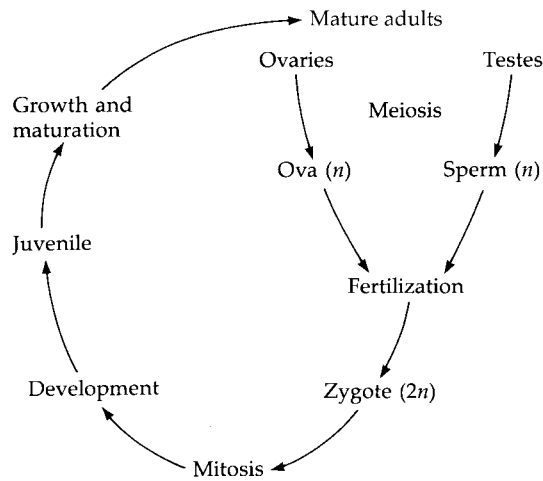 Mature adults
Ovaries
Testes
Meiosis
Growth and
maturation
Ova (n)
Sperm (n)
Juvenile
Fertilization
Development
Zygote (2n)
Mitosis